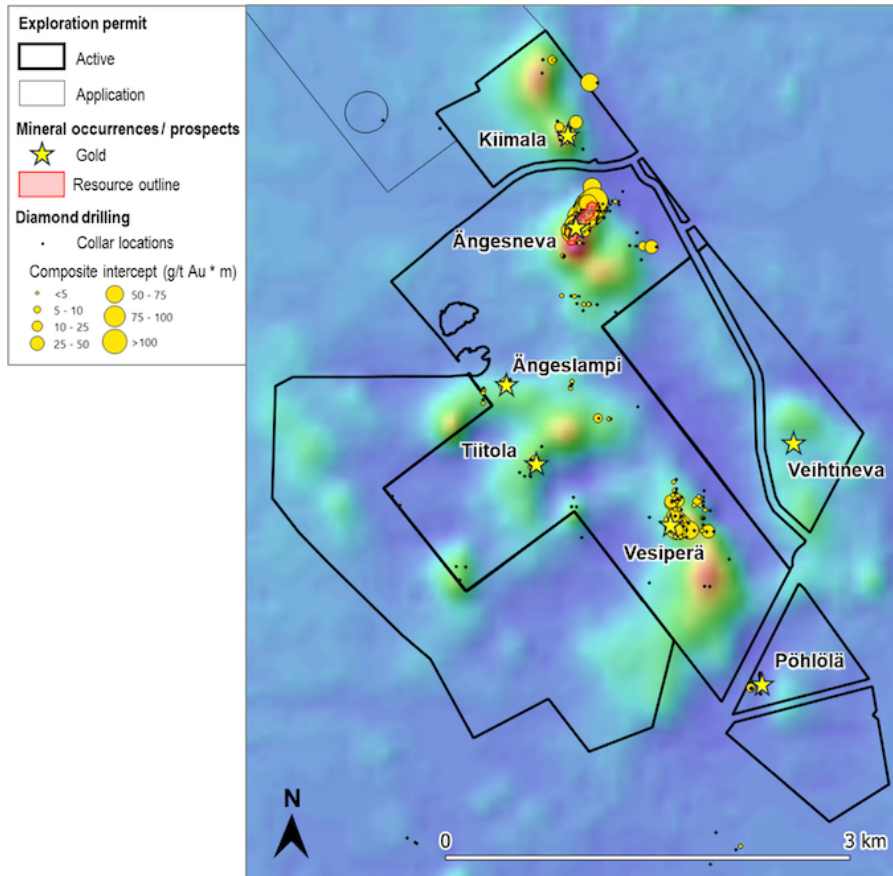 Exploration permit
Active
Application
Mineral occurrences / prospects
Gold
Resource outline
Diamond drilling
Collar locations
Composite intercept (g/t Au * m)
<5
5 - 10
10 - 25
25 - 50
50 - 75
75 - 100
>100
Kiimala
Ängesneva
Ängeslampi
Tiitola
Veihtineva
Vesiperä
Pöhlölä
N
0
3 km